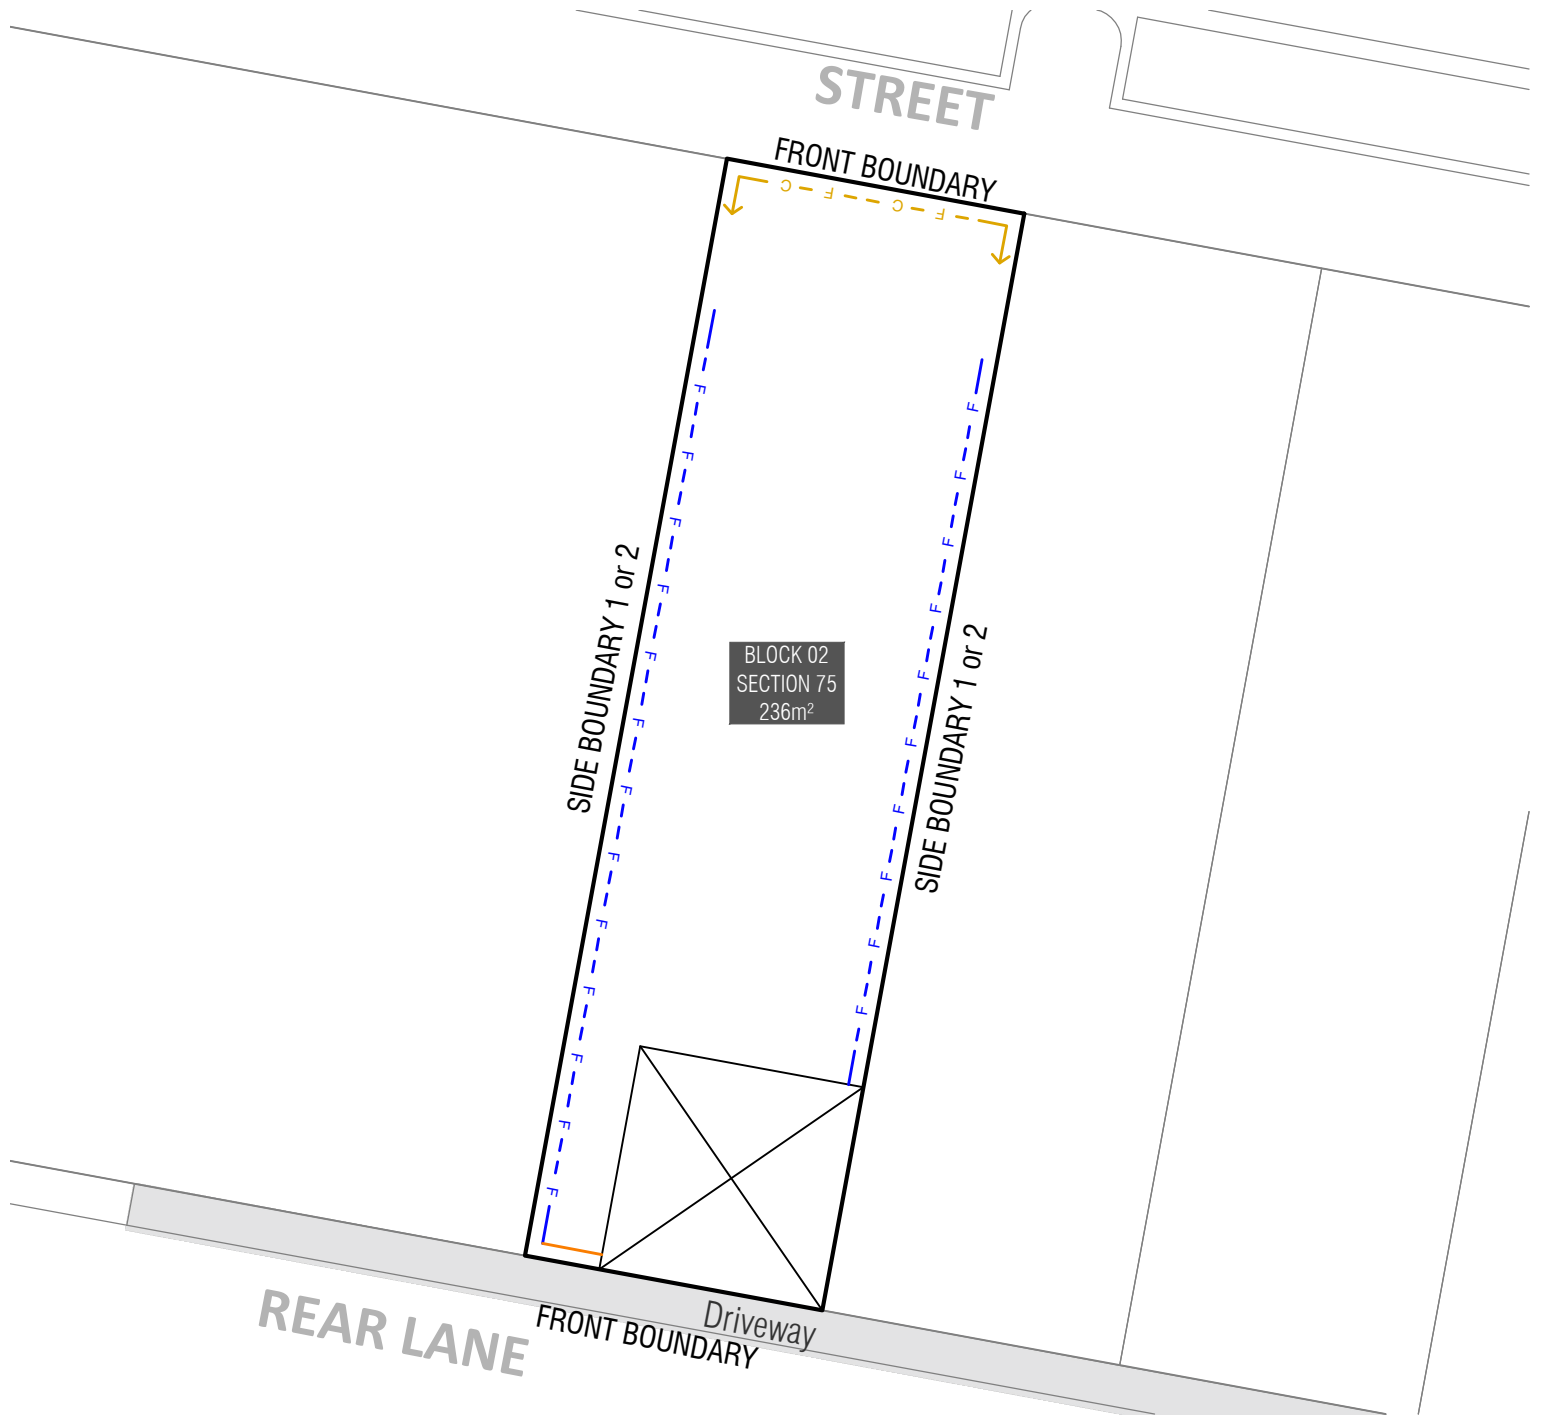 STREET
FRONT BOUNDARY
C F C F
F F F F F F F F F F F F F
F F F F F F F F F F
SIDE BOUNDARY 1 or 2
SIDE BOUNDARY 1 or 2
BLOCK 02
SECTION 75
236m²
Driveway
FRONT BOUNDARY
REAR LANE